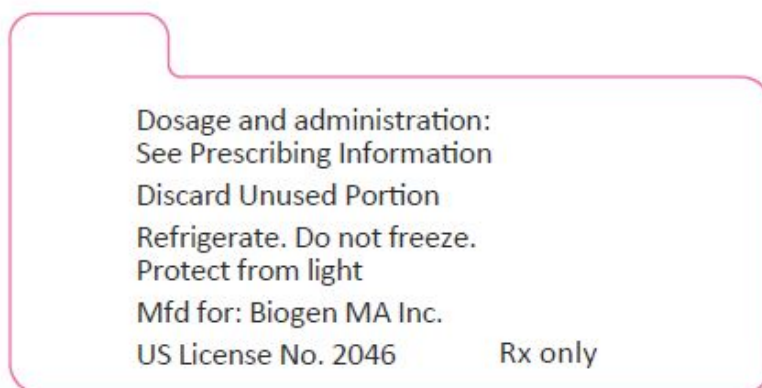 Dosage and administration:
See Prescribing Information
Discard Unused Portion
Refrigerate. Do not freeze.
Protect from light
Mfd for: Biogen MA Inc.
US License No. 2046 Rx only